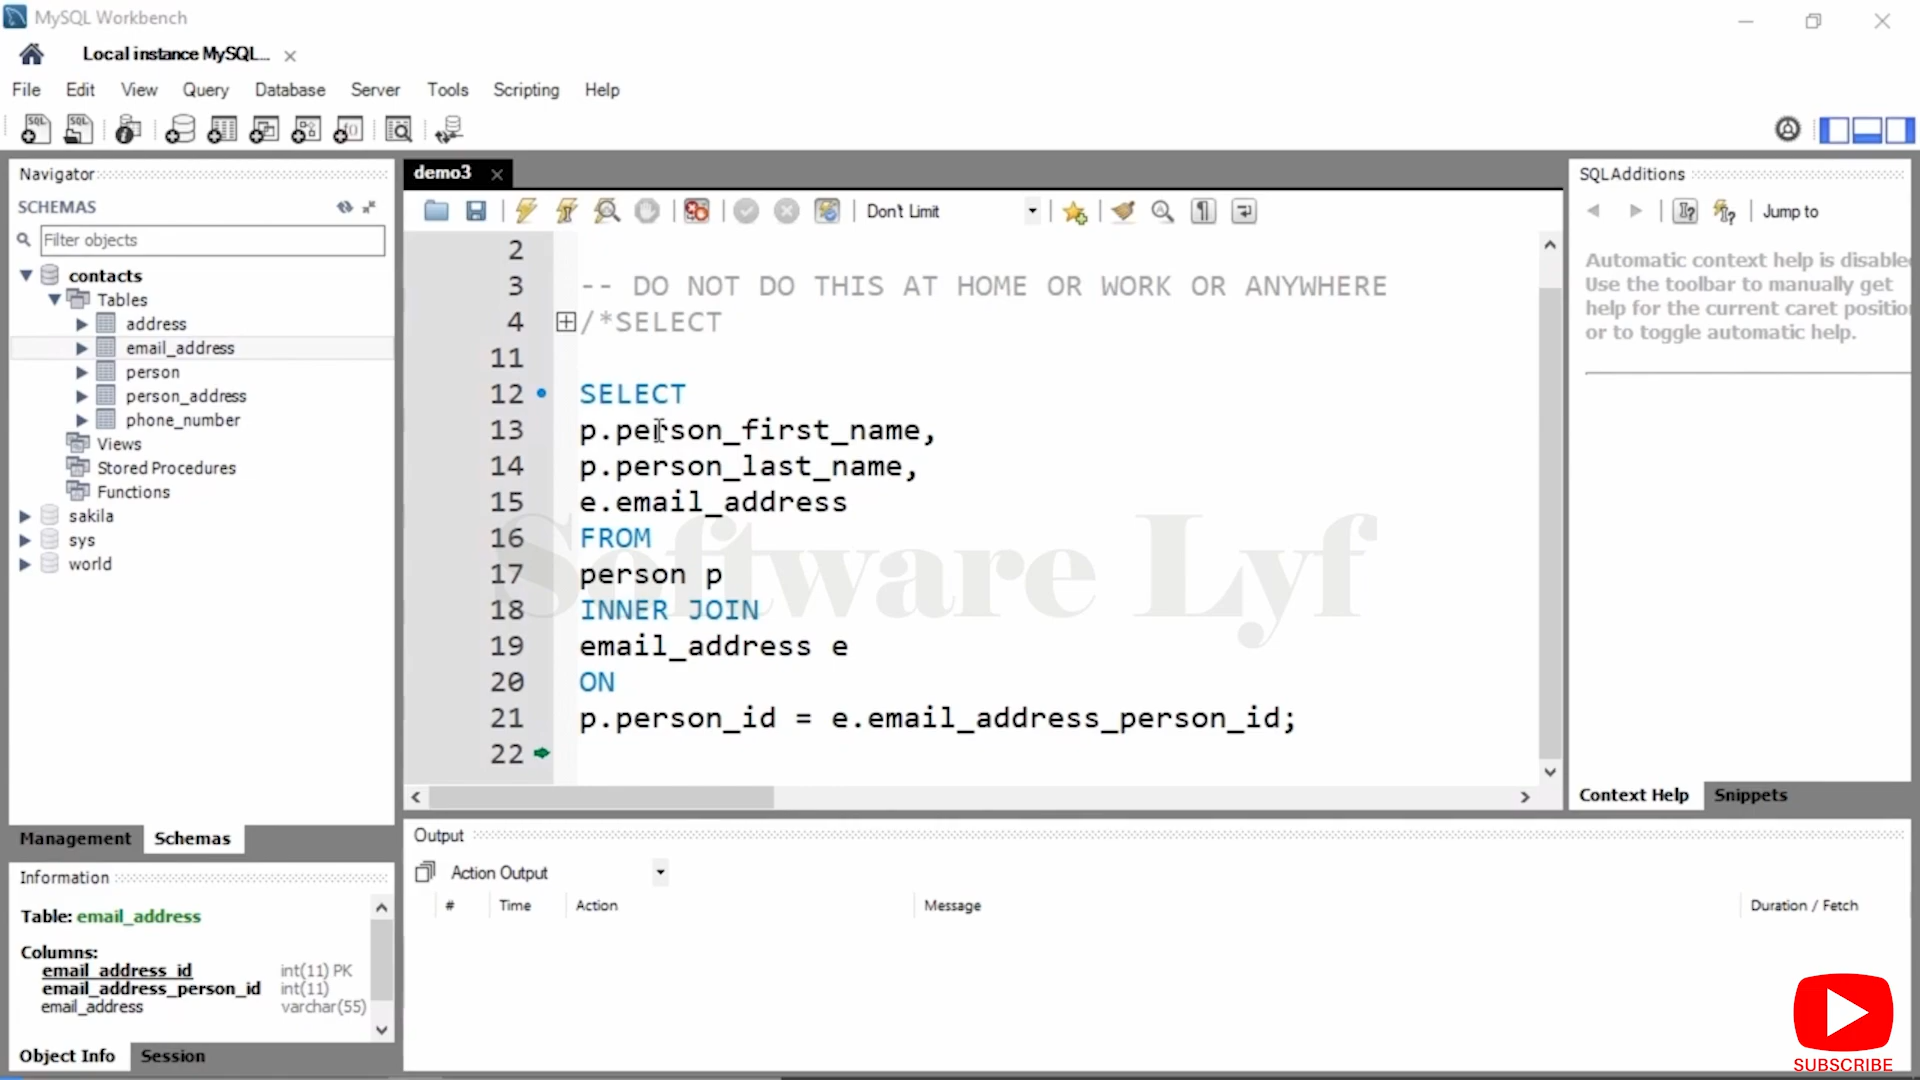 MySQL Workbench
Local instance MySQL...
File Edit View Query Database Server Tools Scripting Help
Navigator
SCHEMAS
Filter objects
contacts
Tables
address
email_address
person
person_address
phone_number
Views
Stored Procedures
Functions
sakila
sys
world
Management Schemas
Information
Table: email_address
Columns:
email_address_id int(11) PK
email_address_person_id int(11)
email_address varchar(55)
Object Info Session
demo3
Don't Limit
2
3 -- DO NOT DO THIS AT HOME OR WORK OR ANYWHERE
4 /*SELECT
11
12 SELECT
13 p.person_first_name,
14 p.person_last_name,
15 e.email_address
16 FROM
17 person p
18 INNER JOIN
19 email_address e
20 ON
21 p.person_id = e.email_address_person_id;
22
Software Lyf
Output
Action Output
# Time Action Message Duration / Fetch
SQLAdditions
Jump to
Automatic context help is disable
Use the toolbar to manually get
help for the current caret positio
or to toggle automatic help.
Context Help Snippets
SUBSCRIBE